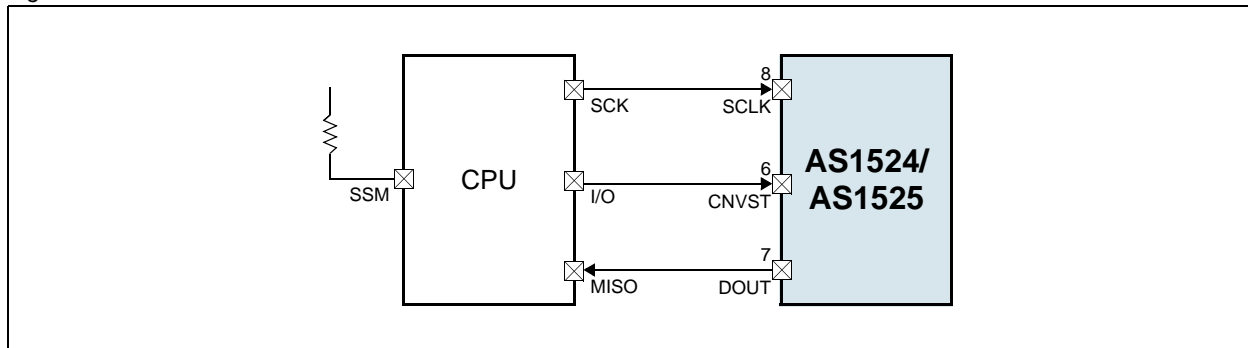 8
SCK
SCLK
CPU
AS1524/
AS1525
6
SSM
I/O
CNVST
7
MISO
DOUT